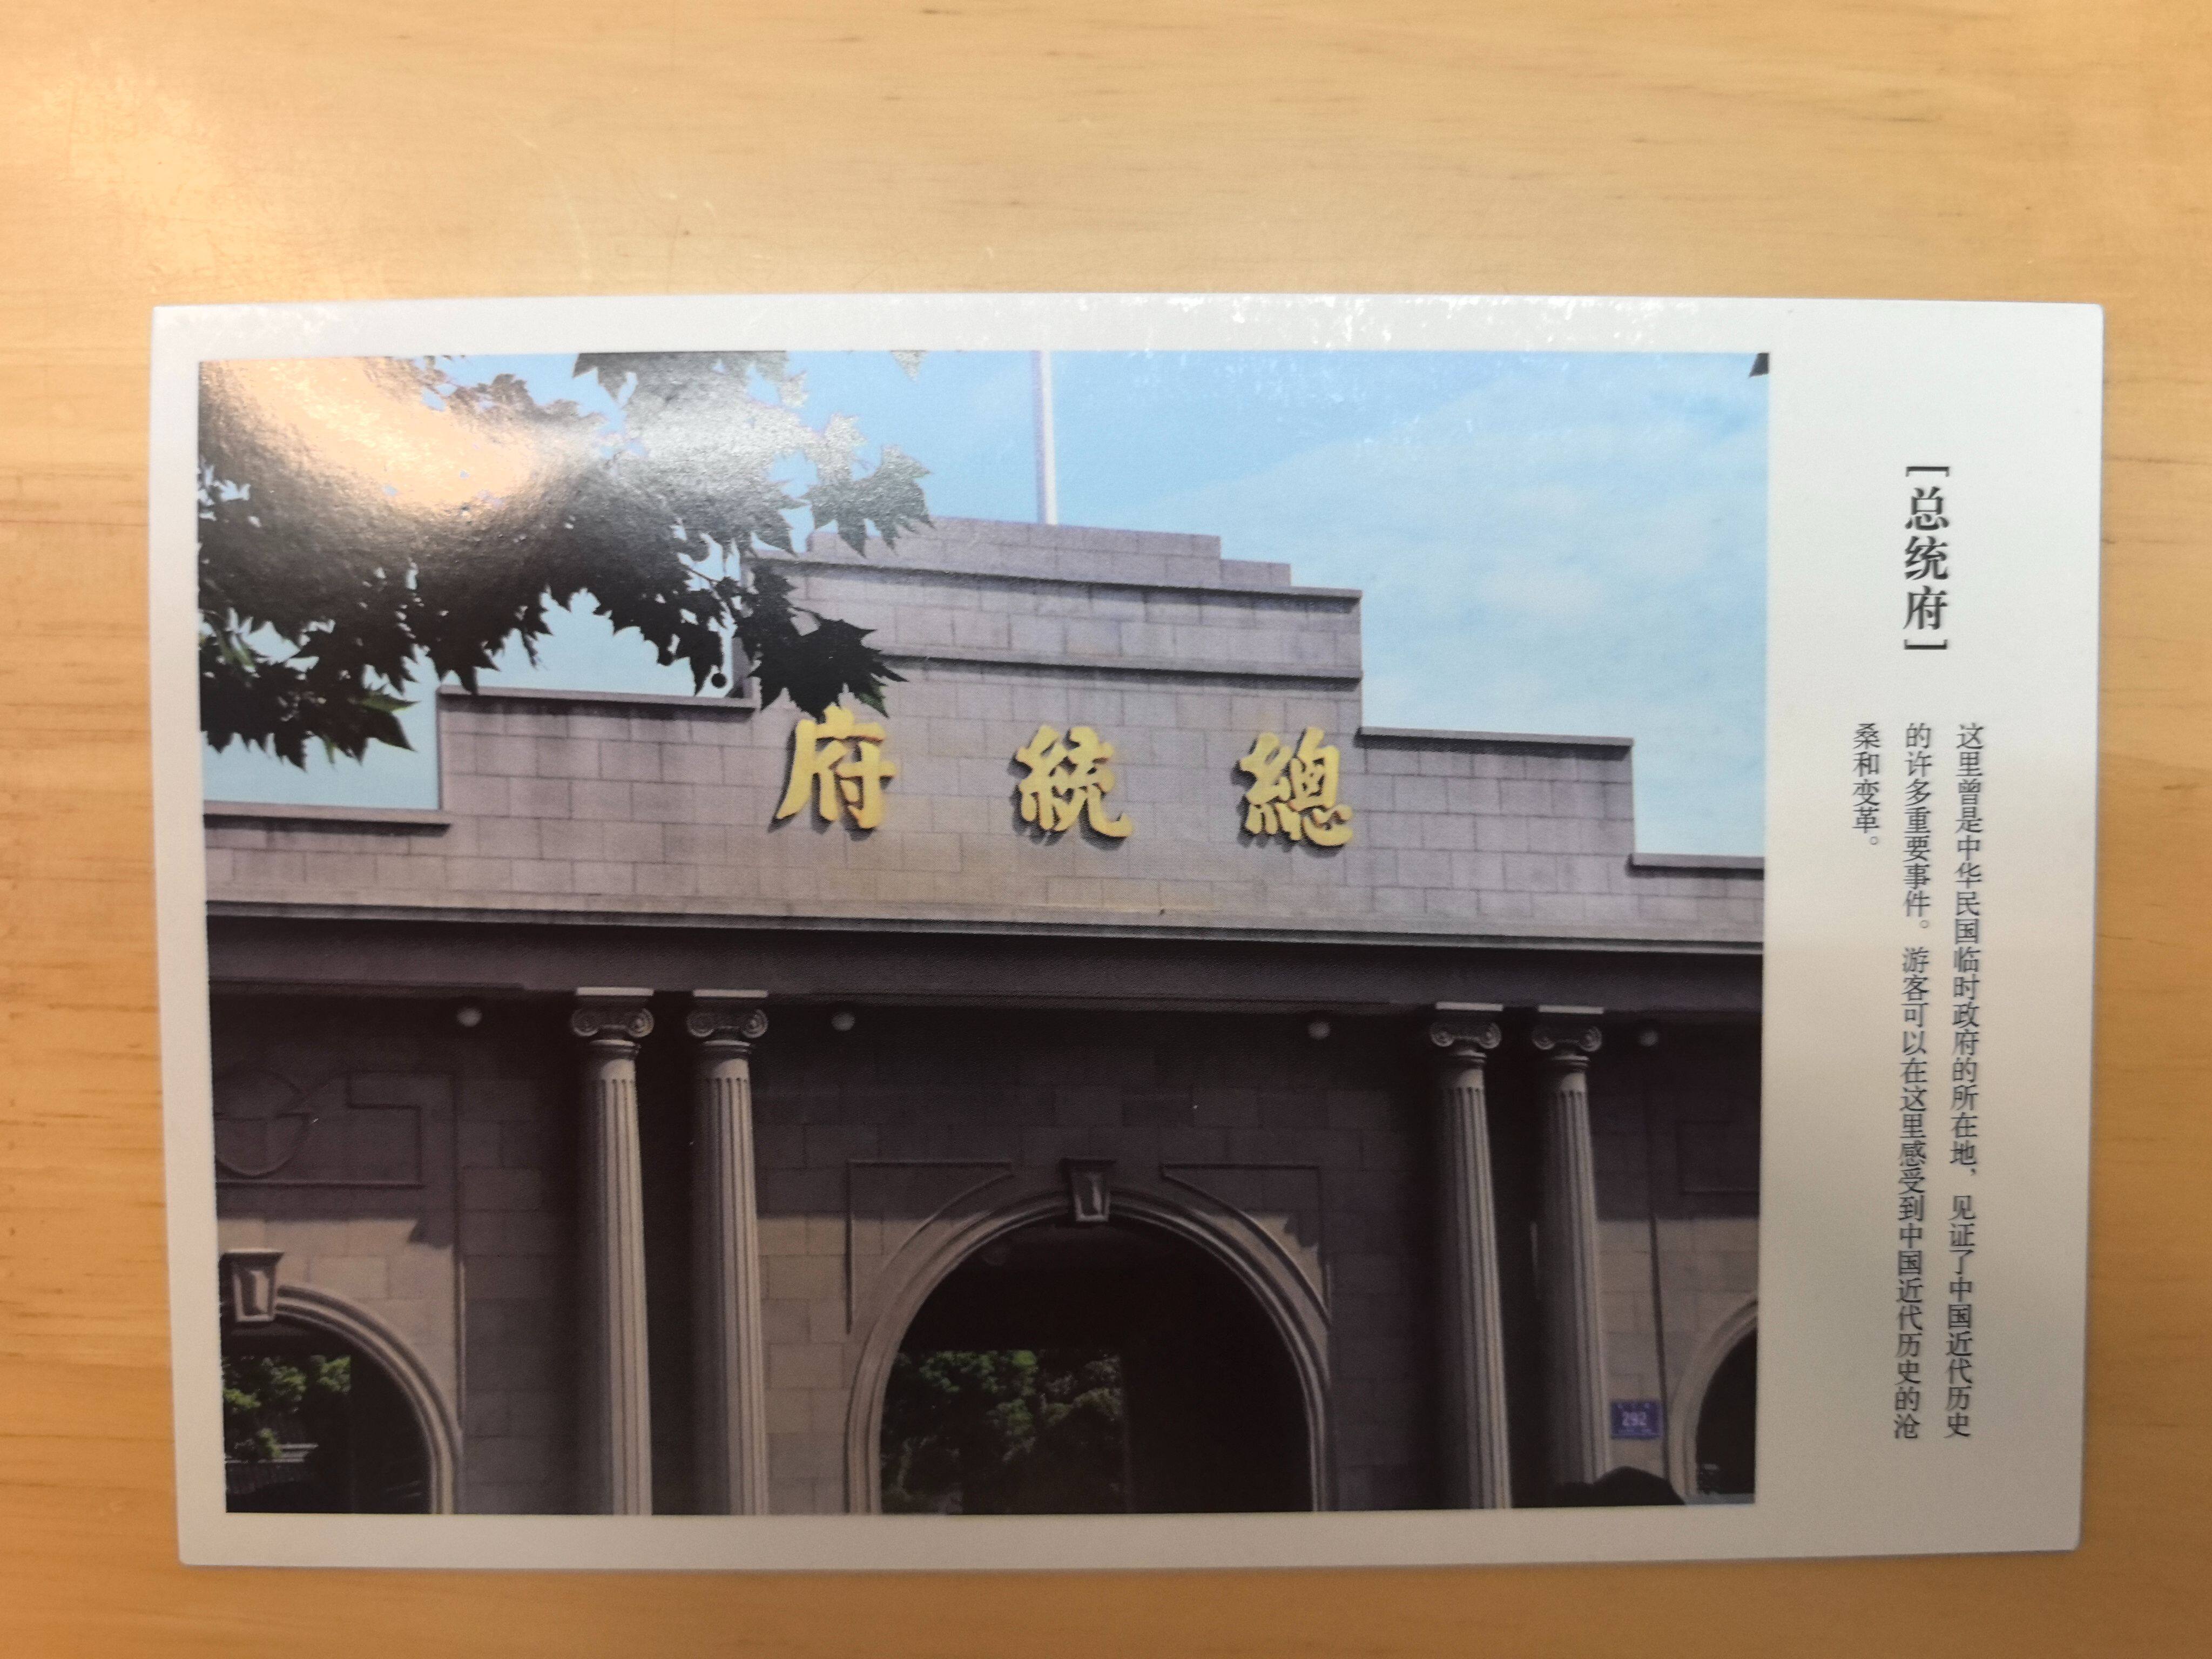 [总统府]
这里曾是中华民国临时政府的所在地，见证了中国近代历史
的许多重要事件。游客可以在这里感受到中国近代历史的沧
桑和变革。
總統府
292